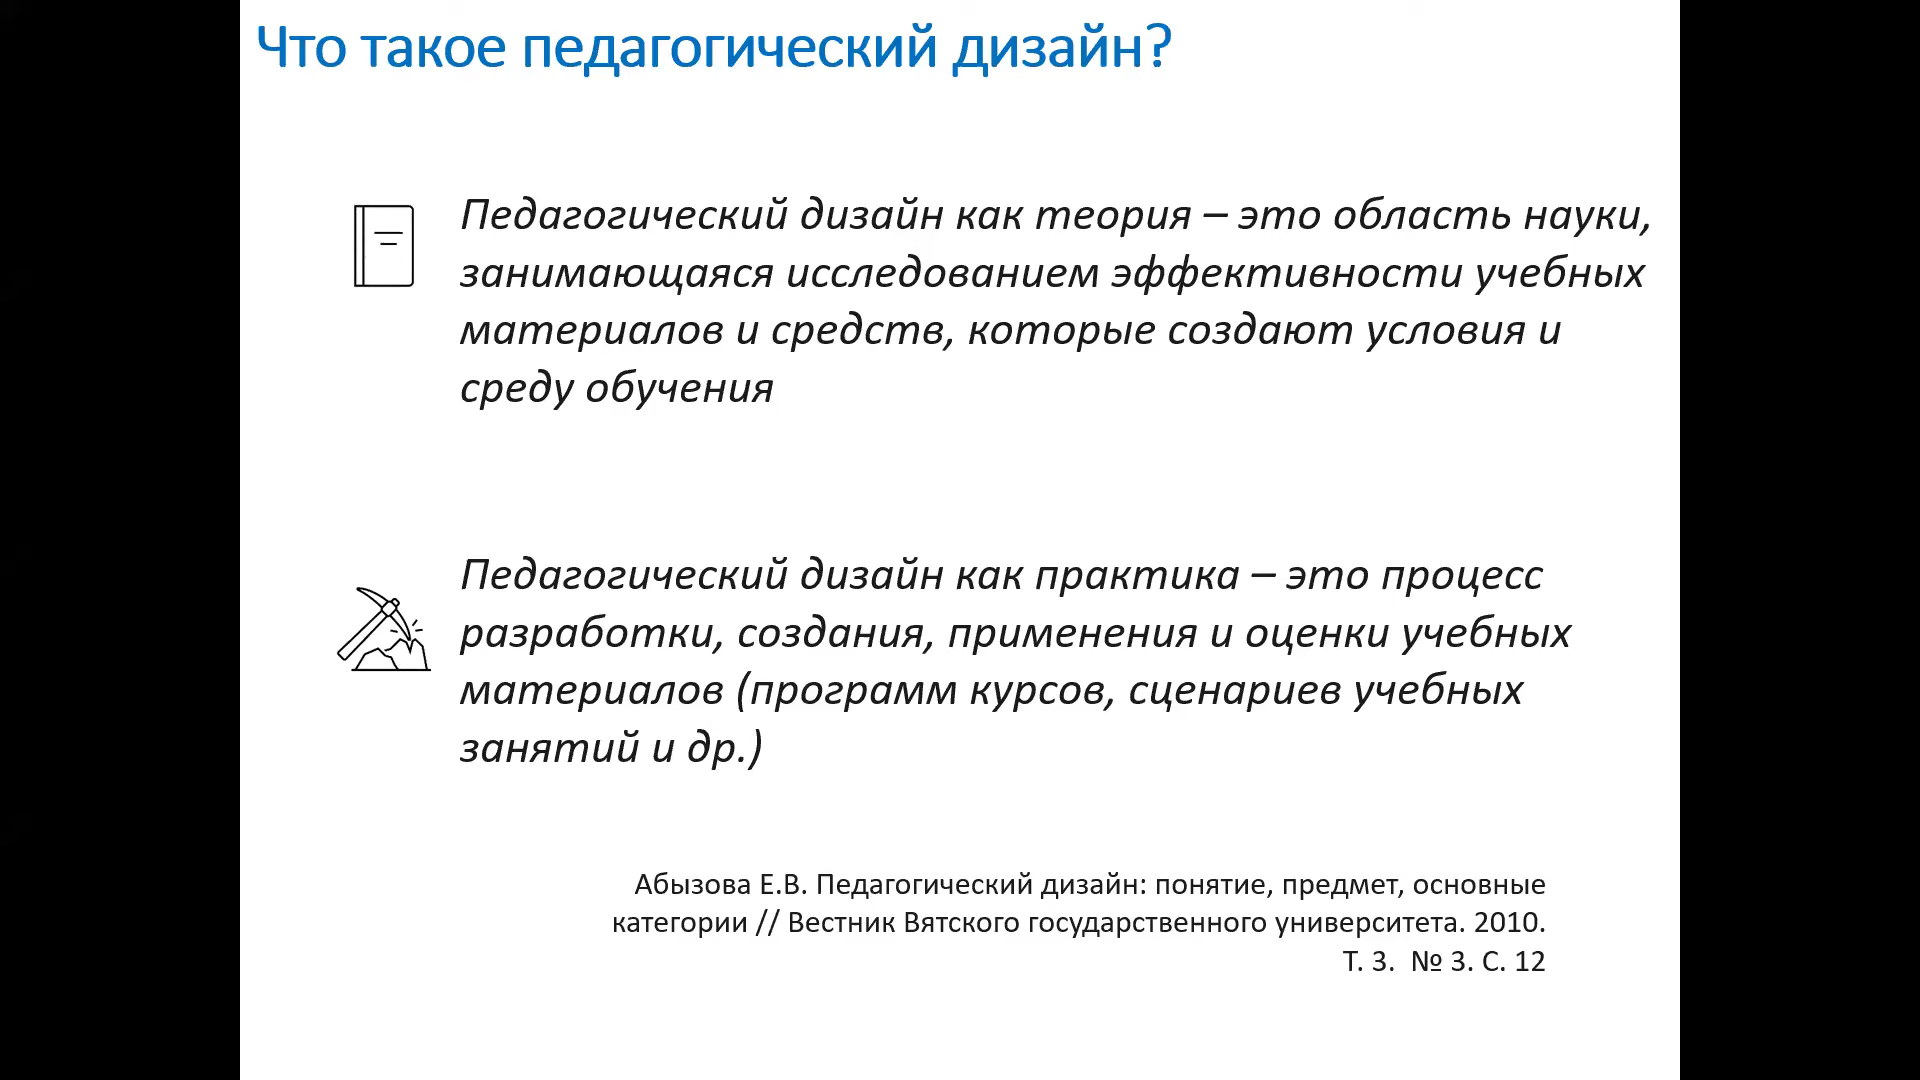 Что такое педагогический дизайн?
Педагогический дизайн как теория – это область науки,
занимающаяся исследованием эффективности учебных
материалов и средств, которые создают условия и
среду обучения
Педагогический дизайн как практика – это процесс
разработки, создания, применения и оценки учебных
материалов (программ курсов, сценариев учебных
занятий и др.)
Абызова Е.В. Педагогический дизайн: понятие, предмет, основные
категории // Вестник Вятского государственного университета. 2010.
Т. 3.  № 3. С. 12